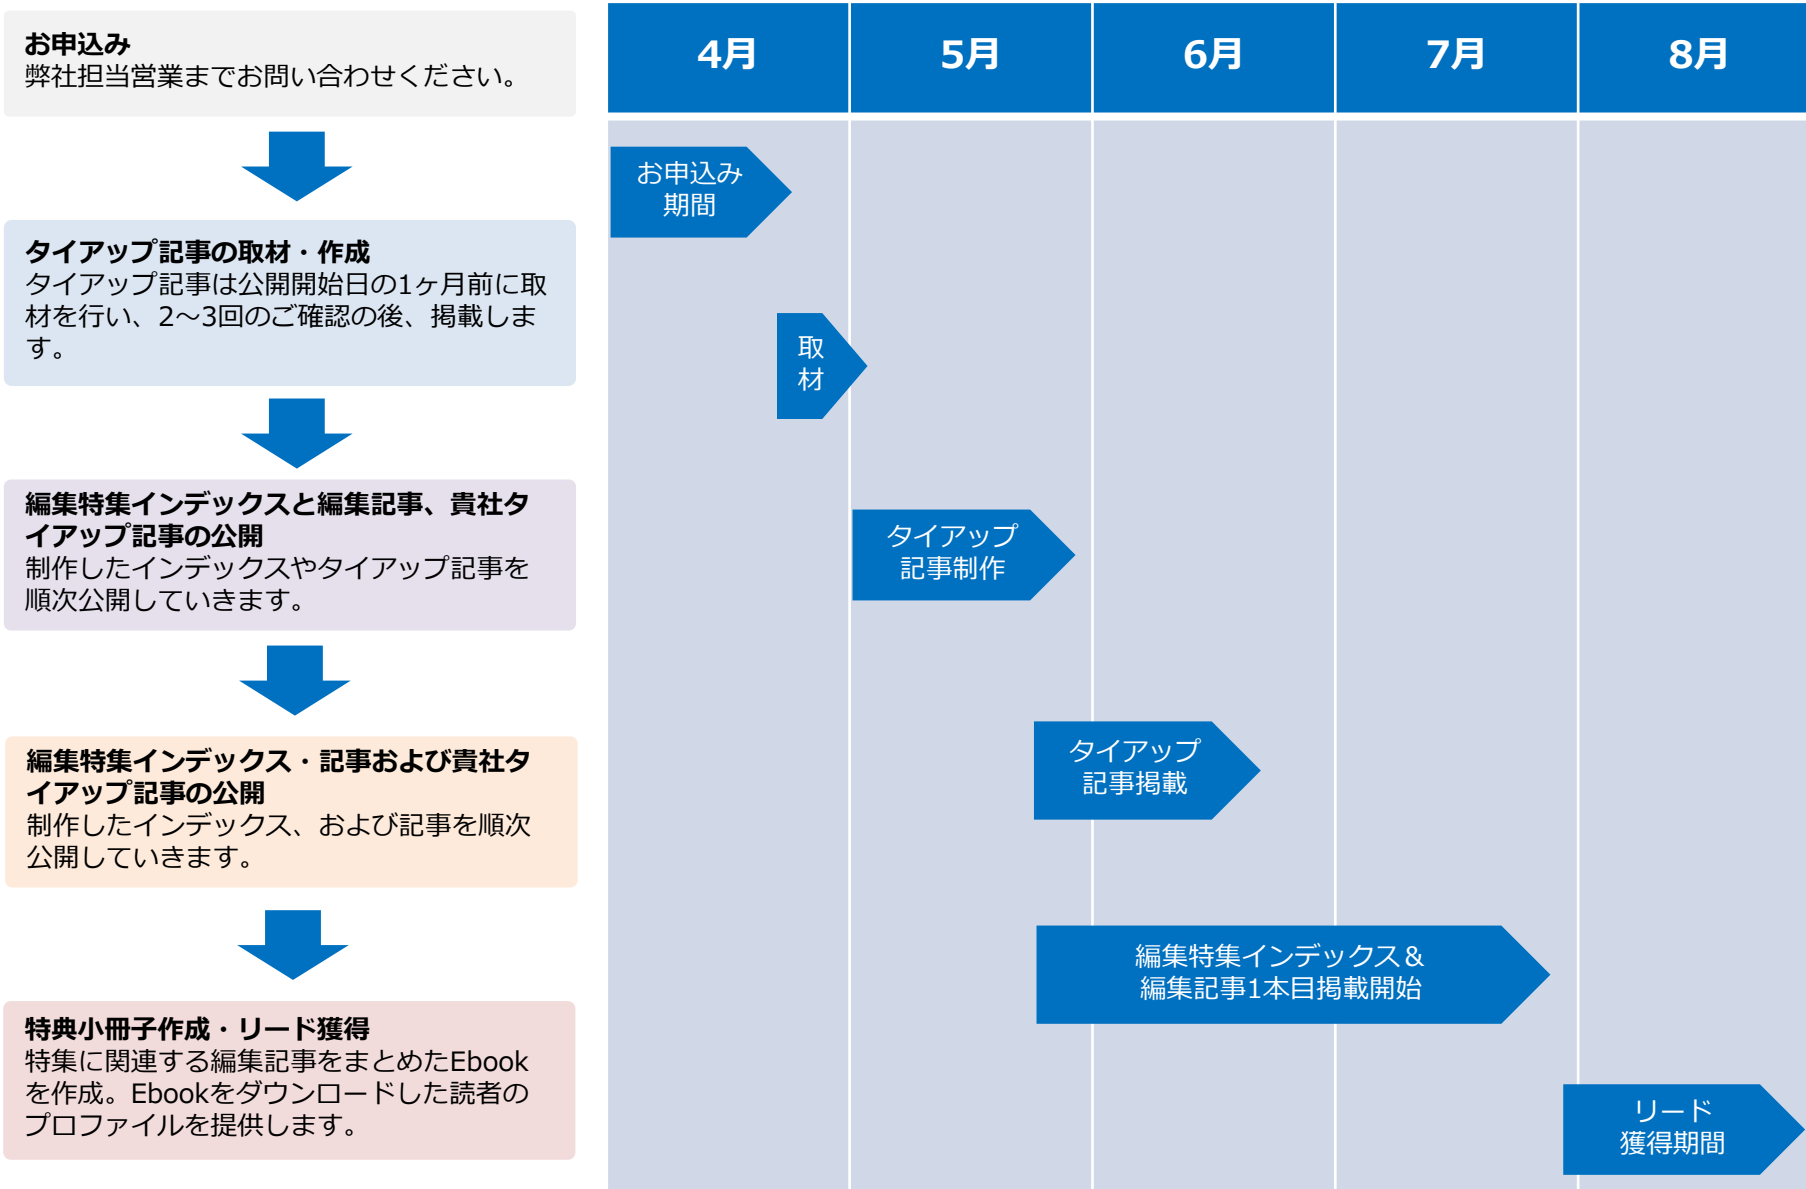 お申込み
弊社担当営業までお問い合わせください。
タイアップ記事の取材・作成
タイアップ記事は公開開始日の1ヶ月前に取
材を行い、2～3回のご確認の後、掲載しま
す。
編集特集インデックスと編集記事、貴社タ
イアップ記事の公開
制作したインデックスやタイアップ記事を
順次公開していきます。
編集特集インデックス・記事および貴社タ
イアップ記事の公開
制作したインデックス、および記事を順次
公開していきます。
特典小冊子作成・リード獲得
特集に関連する編集記事をまとめたEbook
を作成。Ebookをダウンロードした読者の
プロファイルを提供します。
4月
5月
6月
7月
8月
お申込み
期間
取
材
タイアップ
記事制作
タイアップ
記事掲載
編集特集インデックス＆
編集記事1本目掲載開始
リード
獲得期間